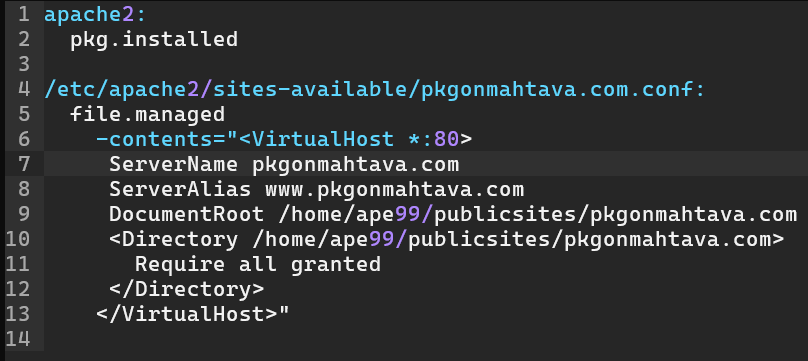 1 apache2:
2   pkg.installed
3
4 /etc/apache2/sites-available/pkgonmahtava.com.conf:
5   file.managed
6     -contents="<VirtualHost *:80>
7      ServerName pkgonmahtava.com
8      ServerAlias www.pkgonmahtava.com
9      DocumentRoot /home/ape99/publicsites/pkgonmahtava.com
10      <Directory /home/ape99/publicsites/pkgonmahtava.com>
11        Require all granted
12      </Directory>
13     </VirtualHost>"
14